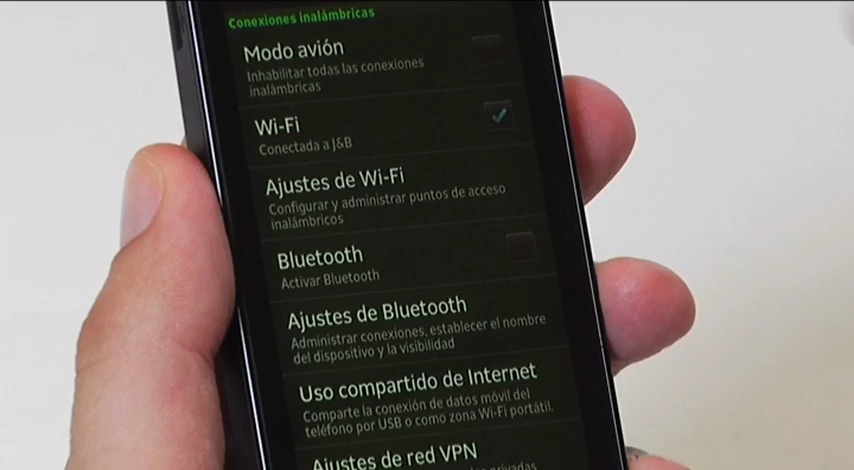 Conexiones inalámbricas
Modo avión
Inhabilitar todas las conexiones
inalámbricas
Wi-Fi
Conectada a J&B
Ajustes de Wi-Fi
Configurar y administrar puntos de acceso
inalámbricos
Bluetooth
Activar Bluetooth
Ajustes de Bluetooth
Administrar conexiones, establecer el nombre
del dispositivo y la visibilidad
Uso compartido de Internet
Comparte la conexión de datos móvil del
teléfono por USB o como zona Wi-Fi portátil.
Ajustes de red VPN
privadas